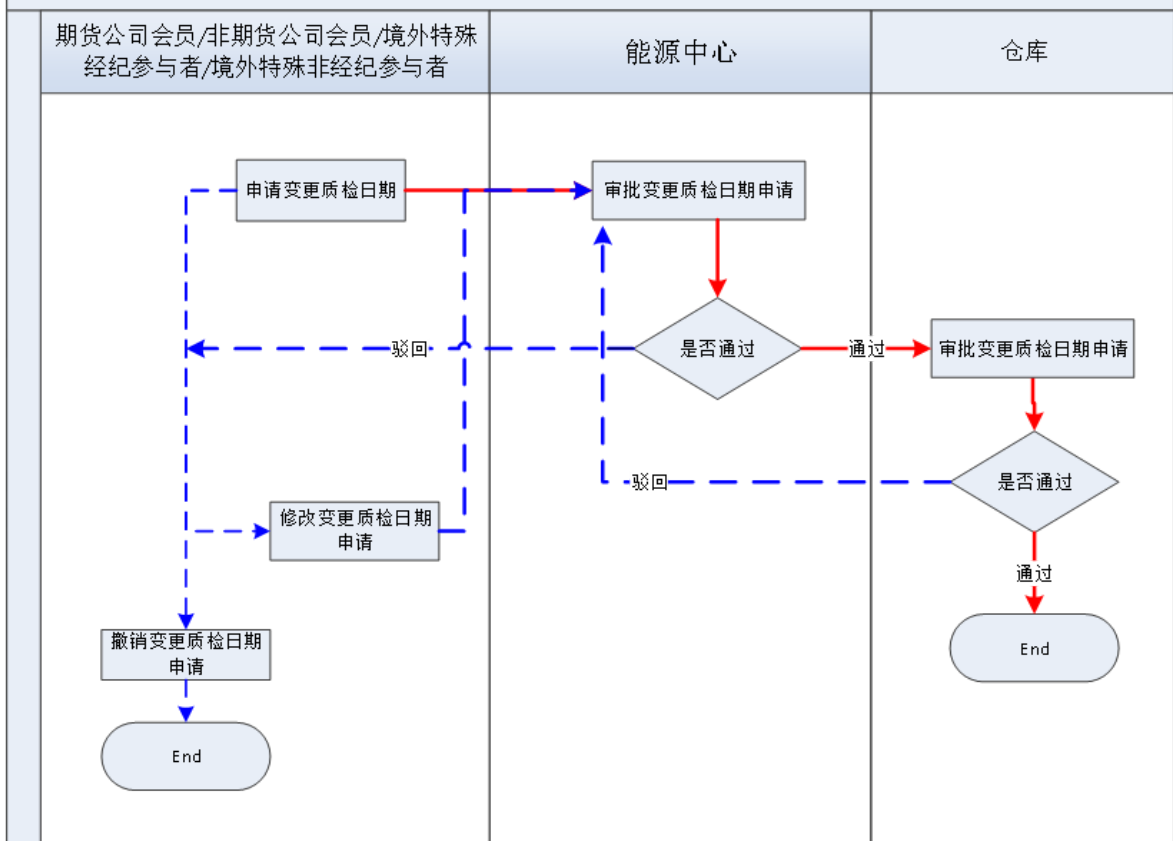 期货公司会员/非期货公司会员/境外特殊
经纪参与者/境外特殊非经纪参与者
能源中心
仓库
申请变更质检日期
审批变更质检日期申请
是否通过
驳回
通过
审批变更质检日期申请
是否通过
驳回
修改变更质检日期
申请
通过
撤销变更质检日期
申请
End
End